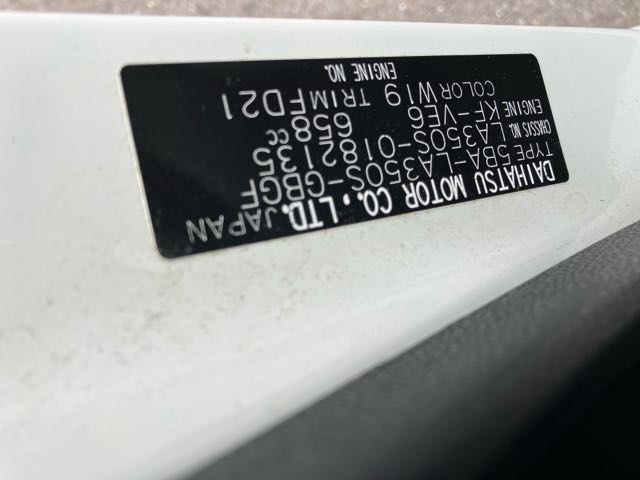 DAIHATSU MOTOR CO., LTD. JAPAN
TYPE 5BA-LA350S-GBGF
CHASSIS NO. LA350S-0182135
ENGINE KF-VE6 658cc
COLOR W19 TRIM FD21
ENGINE NO.